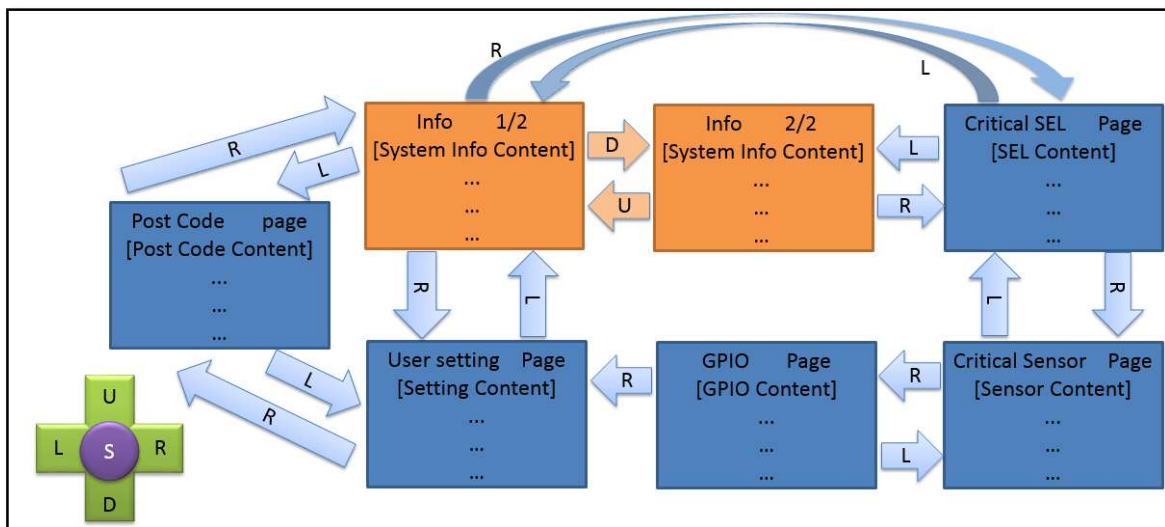 R
L
Info 1/2
[System Info Content]
...
...
...
D
U
Info 2/2
[System Info Content]
...
...
...
L
R
Critical SEL Page
[SEL Content]
...
...
...
R
L
Post Code page
[Post Code Content]
...
...
...
R
L
L
R
L
R
User setting Page
[Setting Content]
...
...
...
R
GPIO Page
[GPIO Content]
...
...
...
R
L
Critical Sensor Page
[Sensor Content]
...
...
...
L
R
U
L S R
D